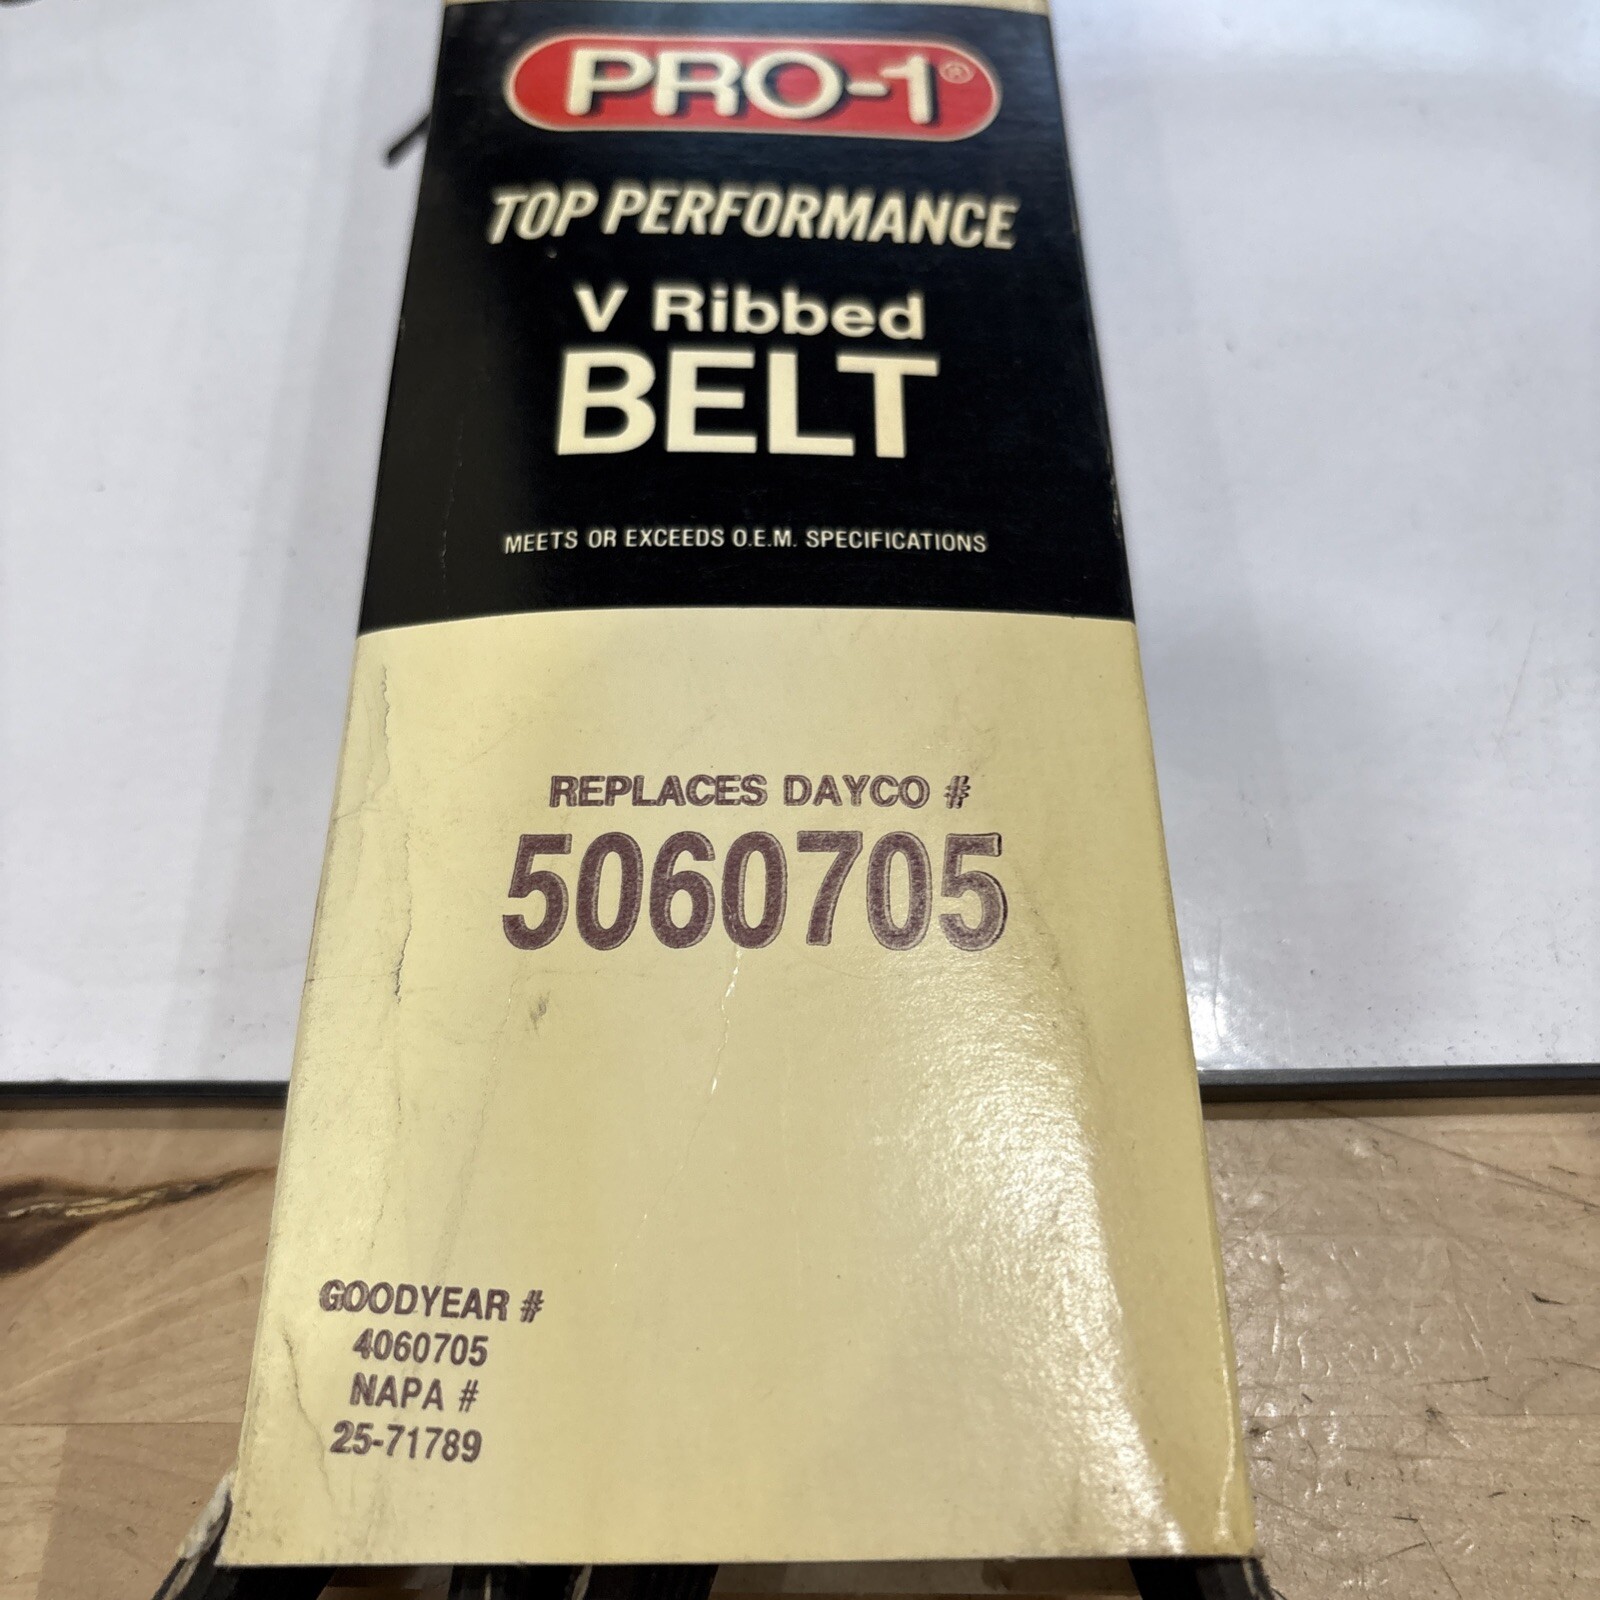 PRO-1®
TOP PERFORMANCE
V Ribbed
BELT
MEETS OR EXCEEDS O.E.M. SPECIFICATIONS
REPLACES DAYCO #
5060705
GOODYEAR #
4060705
NAPA #
25-71789